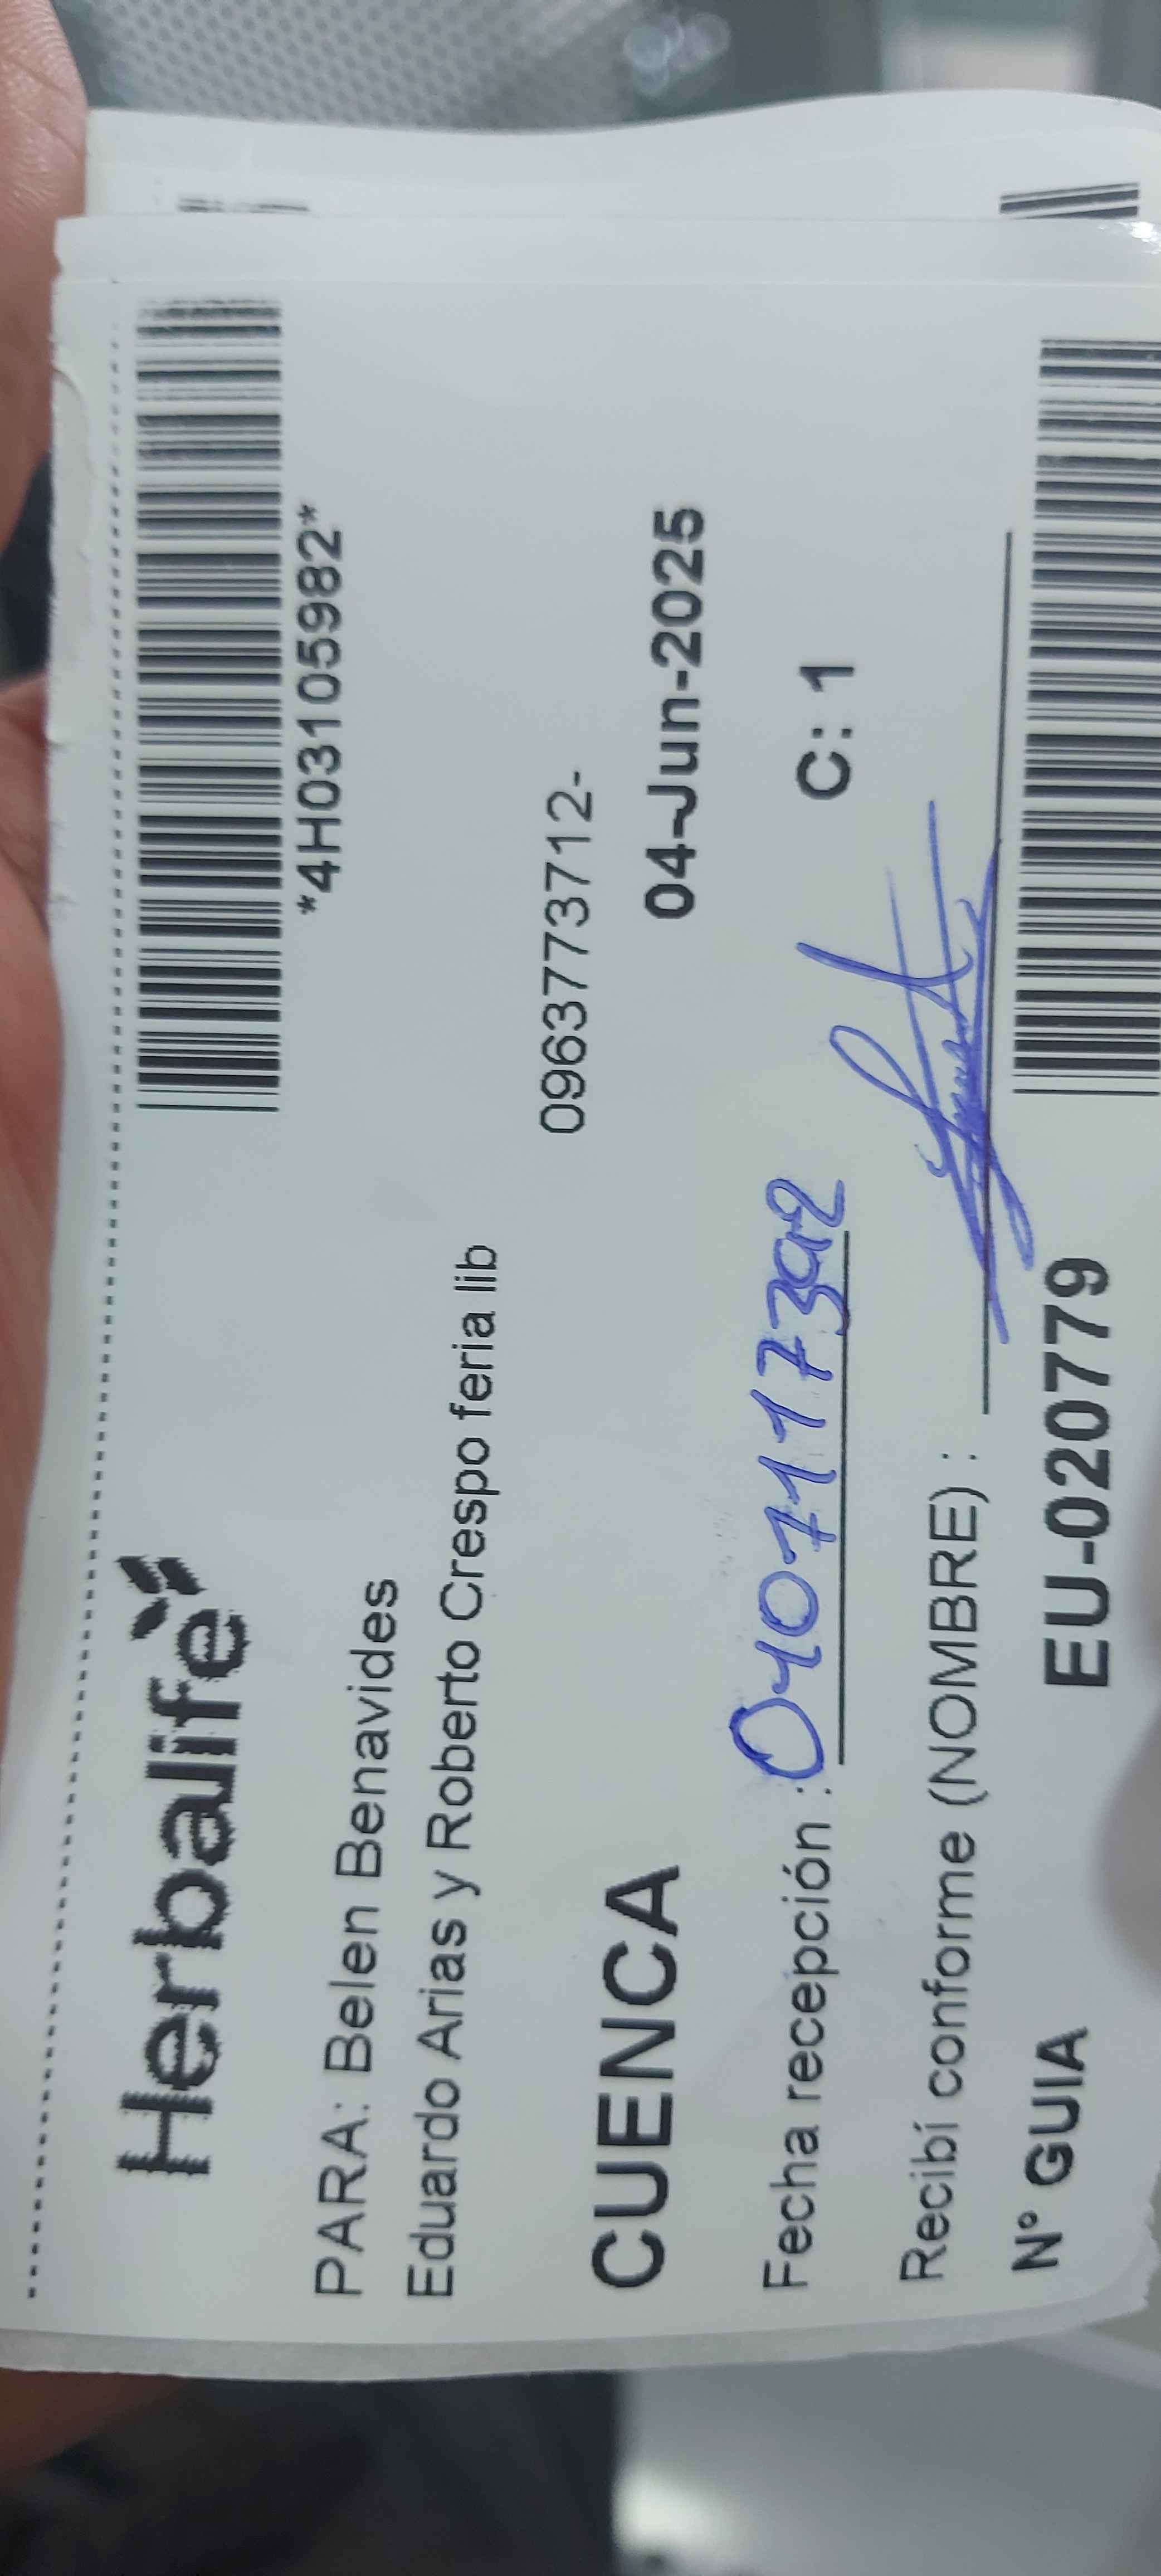 Herbalife
*4H03105982*
PARA: Belen Benavides
Eduardo Arias y Roberto Crespo feria lib
0963773712-
CUENCA
04-Jun-2025
Fecha recepción :
C: 1
Recibí conforme (NOMBRE) :
N° GUIA EU-020779